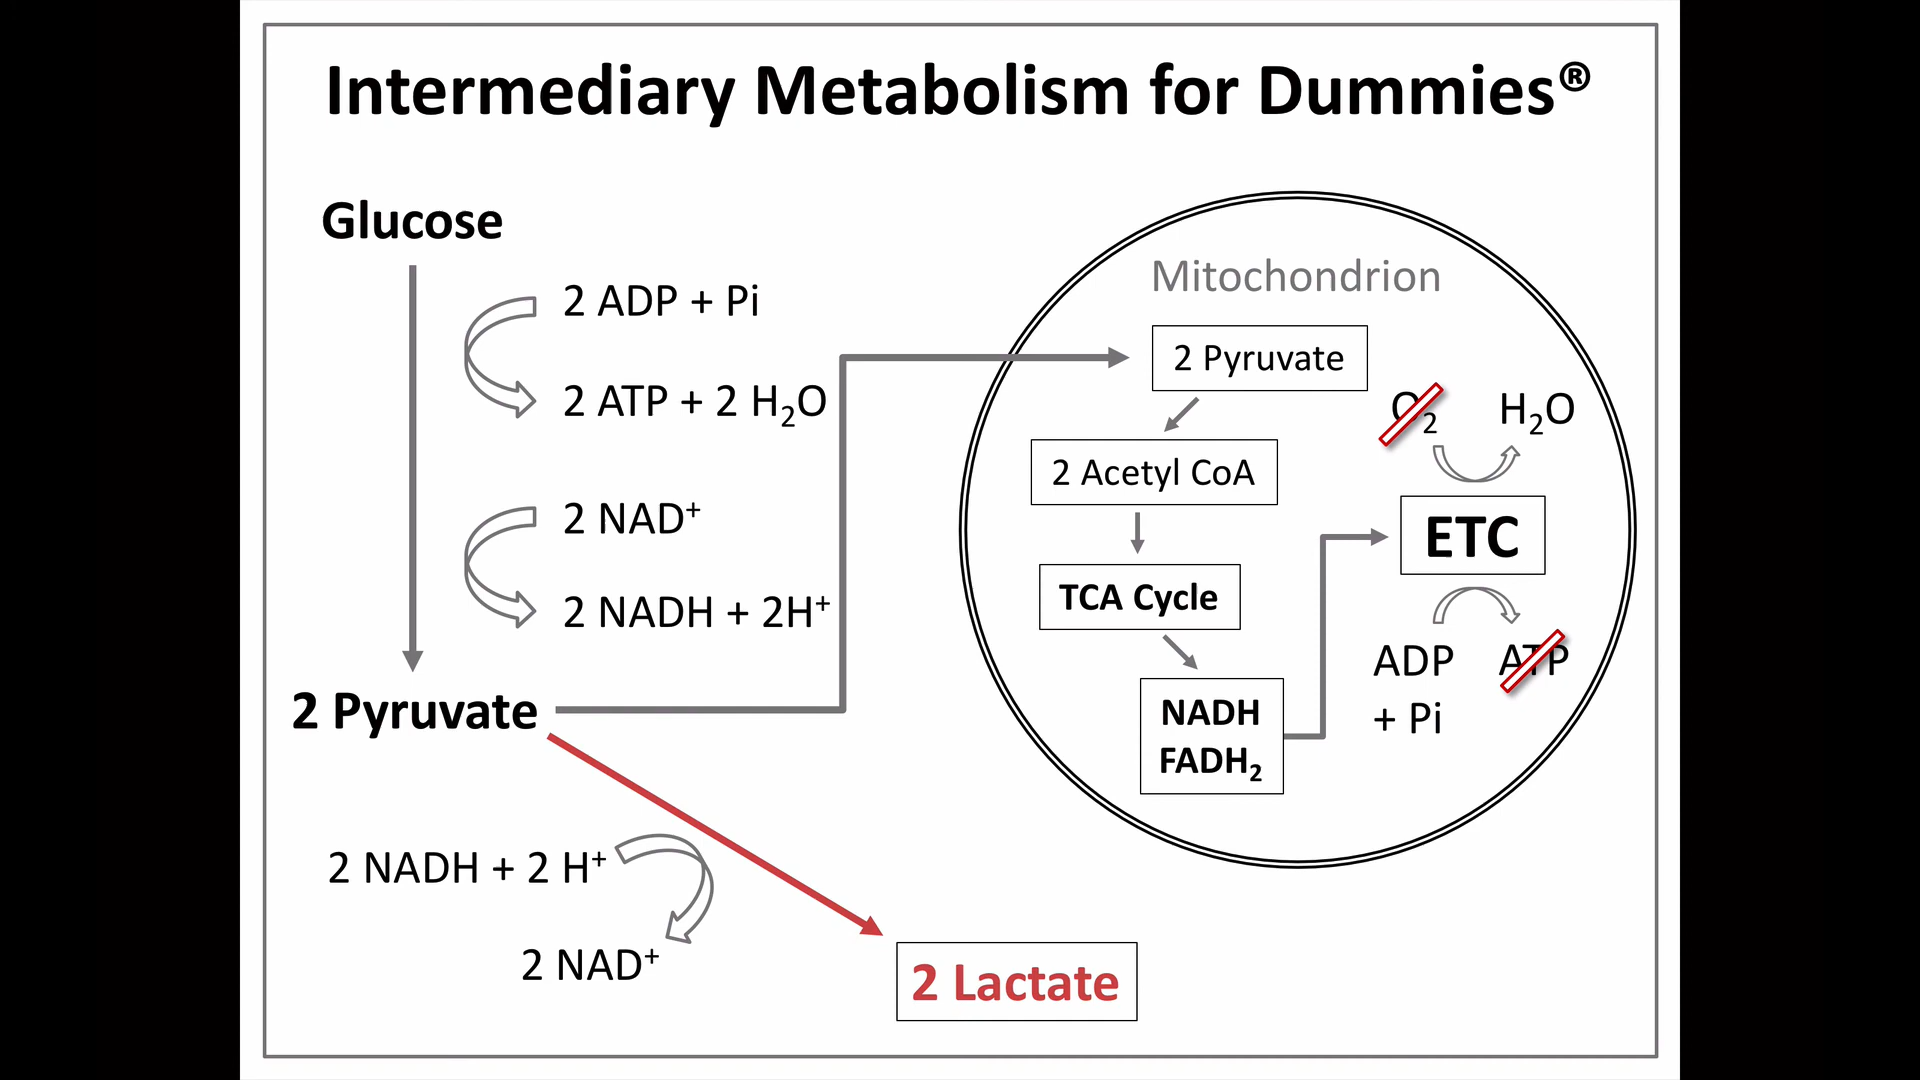 Intermediary Metabolism for Dummies®
Glucose
2 ADP + Pi
2 ATP + 2 H₂O
2 NAD⁺
2 NADH + 2H⁺
2 Pyruvate
2 NADH + 2 H⁺
2 NAD⁺
2 Lactate
Mitochondrion
2 Pyruvate
2 Acetyl CoA
TCA Cycle
NADH
FADH₂
O₂
H₂O
ETC
ADP
+ Pi
ATP